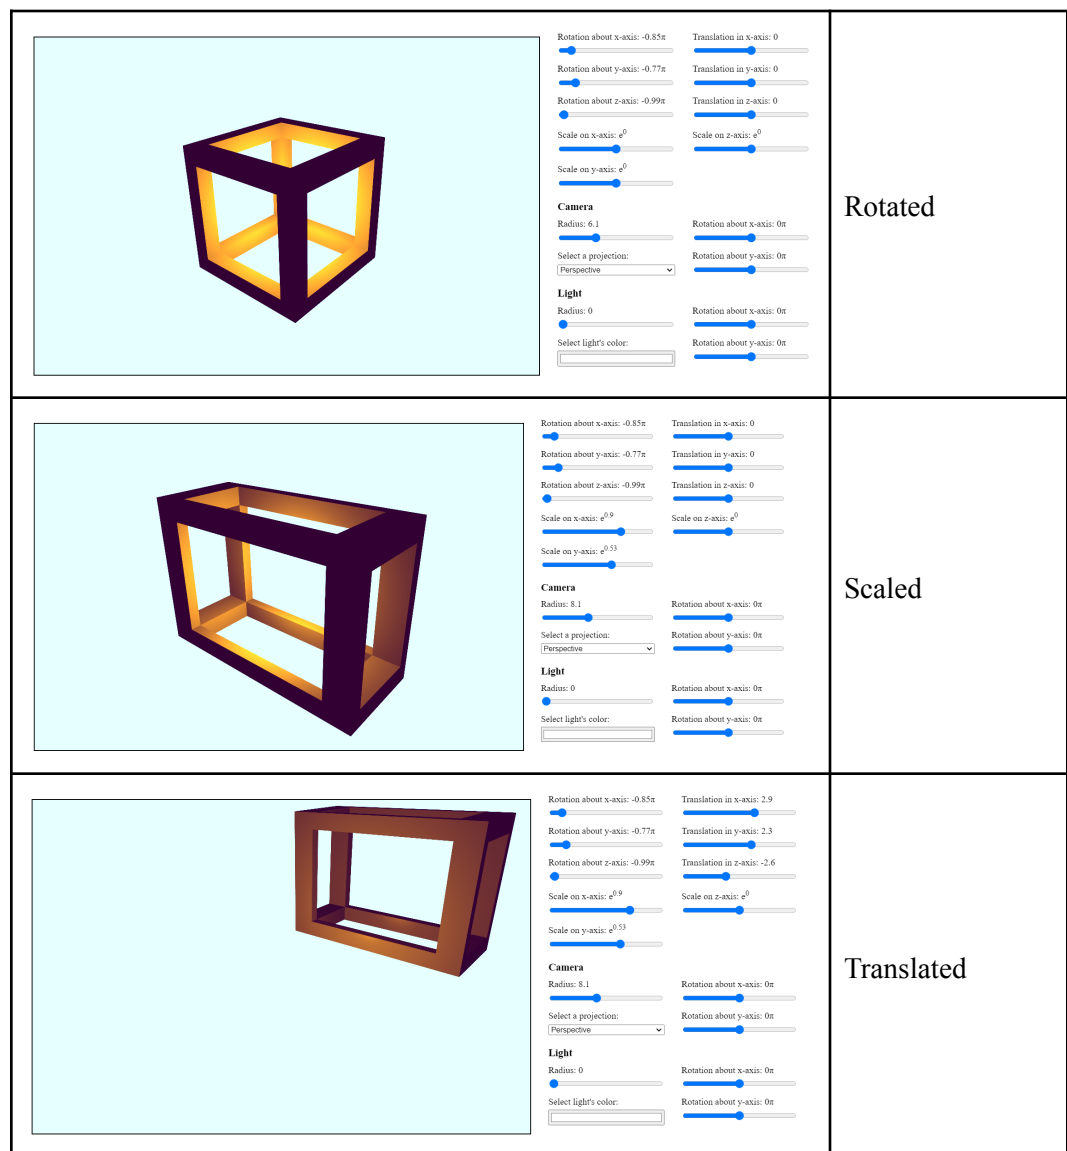 Rotation about x-axis: -0.85π Translation in x-axis: 0
Rotation about y-axis: -0.77π Translation in y-axis: 0
Rotation about z-axis: -0.99π Translation in z-axis: 0
Scale on x-axis: e^0 Scale on z-axis: e^0
Scale on y-axis: e^0
Camera
Radius: 6.1 Rotation about x-axis: 0π
Select a projection: Rotation about y-axis: 0π
Perspective
Light
Radius: 0 Rotation about x-axis: 0π
Select light's color: Rotation about y-axis: 0π
Rotated
Rotation about x-axis: -0.85π Translation in x-axis: 0
Rotation about y-axis: -0.77π Translation in y-axis: 0
Rotation about z-axis: -0.99π Translation in z-axis: 0
Scale on x-axis: e^0.9 Scale on z-axis: e^0
Scale on y-axis: e^0.53
Camera
Radius: 8.1 Rotation about x-axis: 0π
Select a projection: Rotation about y-axis: 0π
Perspective
Light
Radius: 0 Rotation about x-axis: 0π
Select light's color: Rotation about y-axis: 0π
Scaled
Rotation about x-axis: -0.85π Translation in x-axis: 2.9
Rotation about y-axis: -0.77π Translation in y-axis: 2.3
Rotation about z-axis: -0.99π Translation in z-axis: -2.6
Scale on x-axis: e^0.9 Scale on z-axis: e^0
Scale on y-axis: e^0.53
Camera
Radius: 8.1 Rotation about x-axis: 0π
Select a projection: Rotation about y-axis: 0π
Perspective
Light
Radius: 0 Rotation about x-axis: 0π
Select light's color: Rotation about y-axis: 0π
Translated